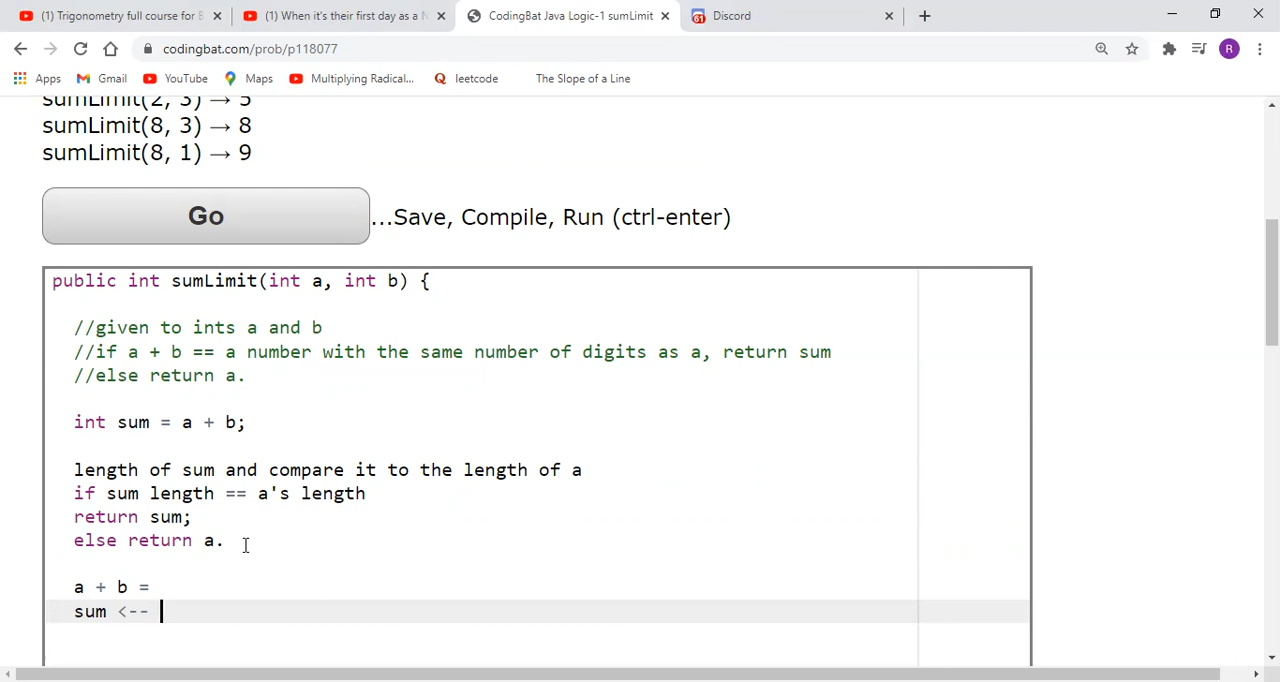 (1) Trigonometry full course for B
(1) When it's their first day as a N
CodingBat Java Logic-1 sumLimit
61 Discord
codingbat.com/prob/p118077
R
Apps Gmail YouTube Maps Multiplying Radical... leetcode The Slope of a Line
sumLimit(2, 3) → 5
sumLimit(8, 3) → 8
sumLimit(8, 1) → 9
Go ...Save, Compile, Run (ctrl-enter)
public int sumLimit(int a, int b) {
//given to ints a and b
//if a + b == a number with the same number of digits as a, return sum
//else return a.
int sum = a + b;
length of sum and compare it to the length of a
if sum length == a's length
return sum;
else return a.
a + b =
sum <--